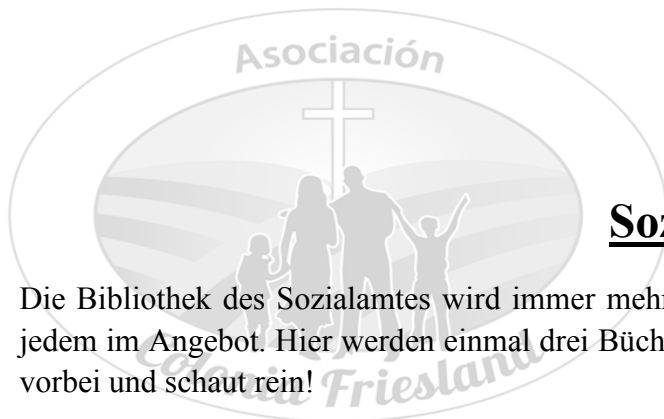 Asociación
Soz
Die Bibliothek des Sozialamtes wird immer mehr
jedem im Angebot. Hier werden einmal drei Büch
vorbei und schaut rein!
Colonia Friesland